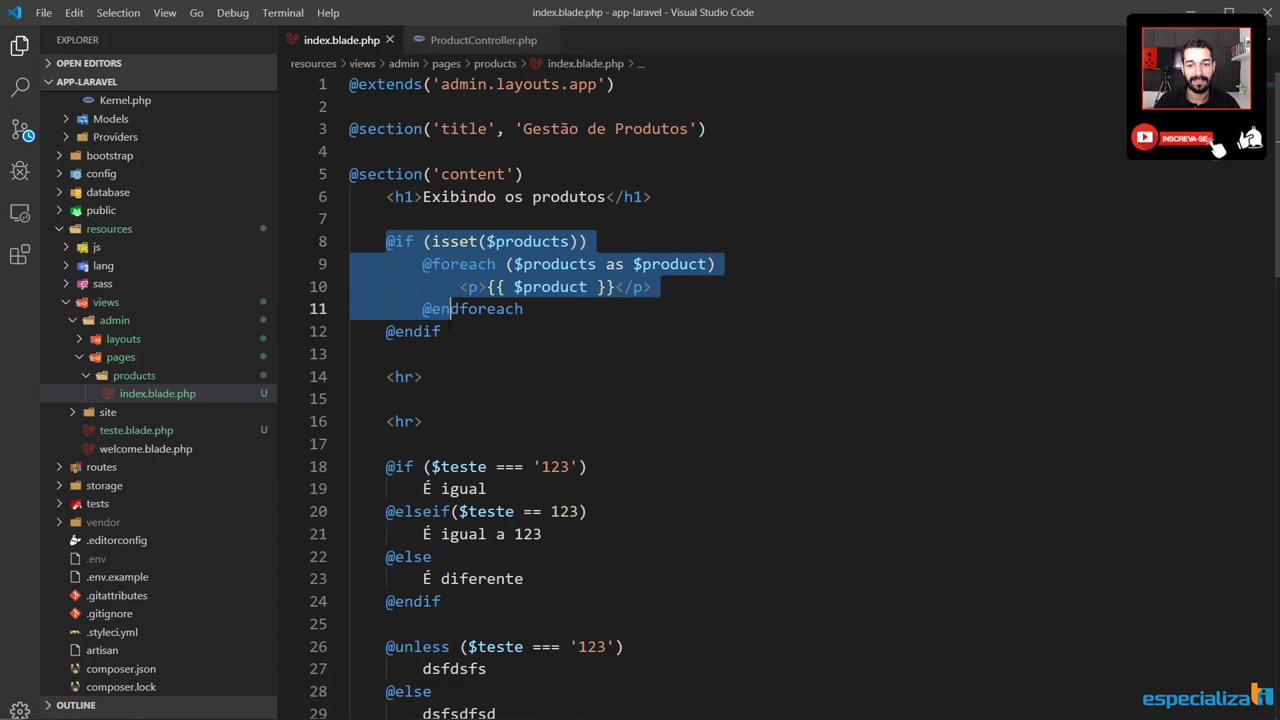 File Edit Selection View Go Debug Terminal Help
index.blade.php - app-laravel - Visual Studio Code
EXPLORER
OPEN EDITORS
APP-LARAVEL
Kernel.php
Models
Providers
bootstrap
config
database
public
resources
js
lang
sass
views
admin
layouts
pages
products
index.blade.php U
site
teste.blade.php U
welcome.blade.php
routes
storage
tests
vendor
.editorconfig
.env
.env.example
.gitattributes
.gitignore
.styleci.yml
artisan
composer.json
composer.lock
OUTLINE
index.blade.php
ProductController.php
resources views admin pages products index.blade.php ...
1 @extends('admin.layouts.app')
2
3 @section('title', 'Gestão de Produtos')
4
5 @section('content')
6 <h1>Exibindo os produtos</h1>
7
8 @if (isset($products))
9 @foreach ($products as $product)
10 <p>{{ $product }}</p>
11 @endforeach
12 @endif
13
14 <hr>
15
16 <hr>
17
18 @if ($teste === '123')
19 É igual
20 @elseif($teste == 123)
21 É igual a 123
22 @else
23 É diferente
24 @endif
25
26 @unless ($teste === '123')
27 dsfdsfs
28 @else
29 dsfsdfsd
INSCREVA-SE
especializati